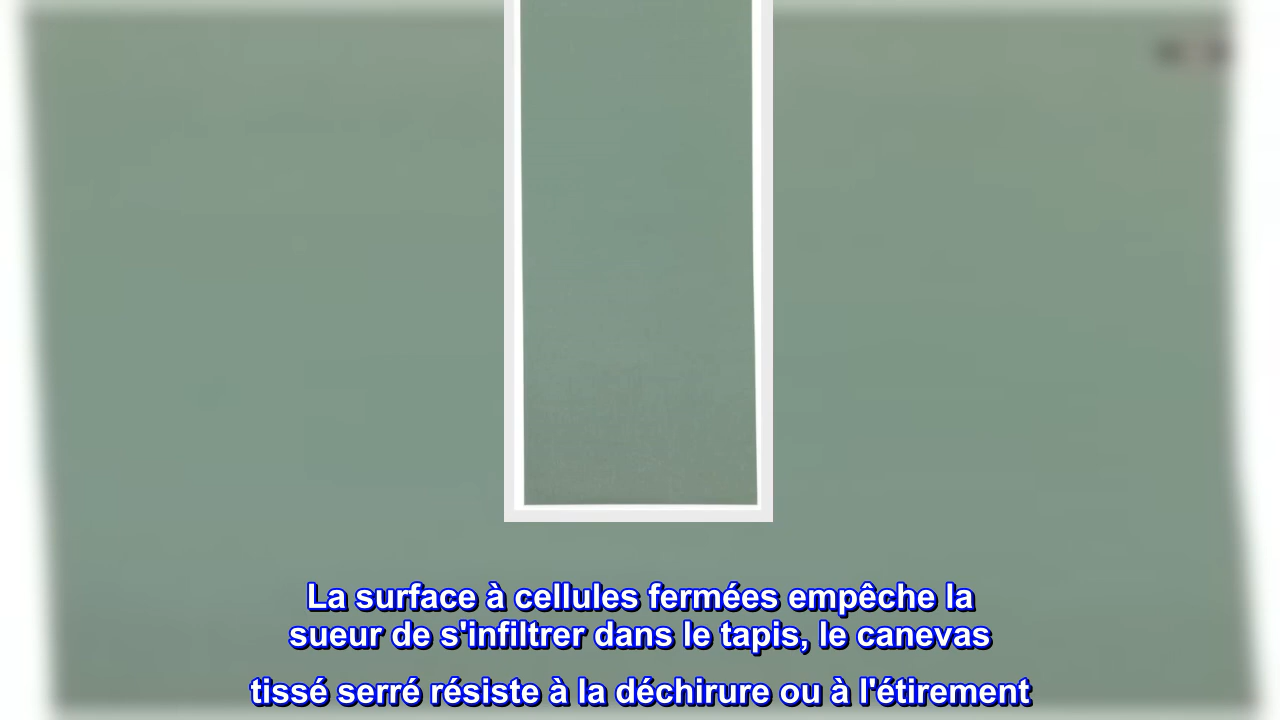 La surface à cellules fermées empêche la
sueur de s'infiltrer dans le tapis, le canevas
tissé serré résiste à la déchirure ou à l'étirement